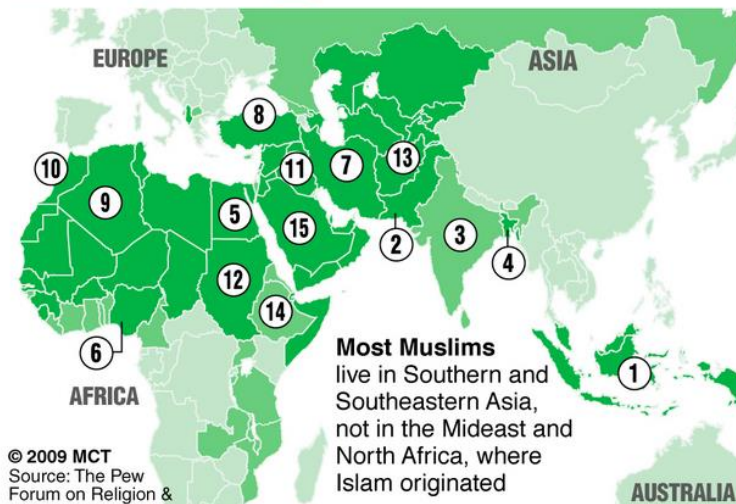 EUROPE
ASIA
8
10
11
7
13
9
5
15
2
3
4
12
14
6
1
AFRICA
Most Muslims
live in Southern and
Southeastern Asia,
not in the Mideast and
North Africa, where
Islam originated
© 2009 MCT
Source: The Pew
Forum on Religion &
AUSTRALIA